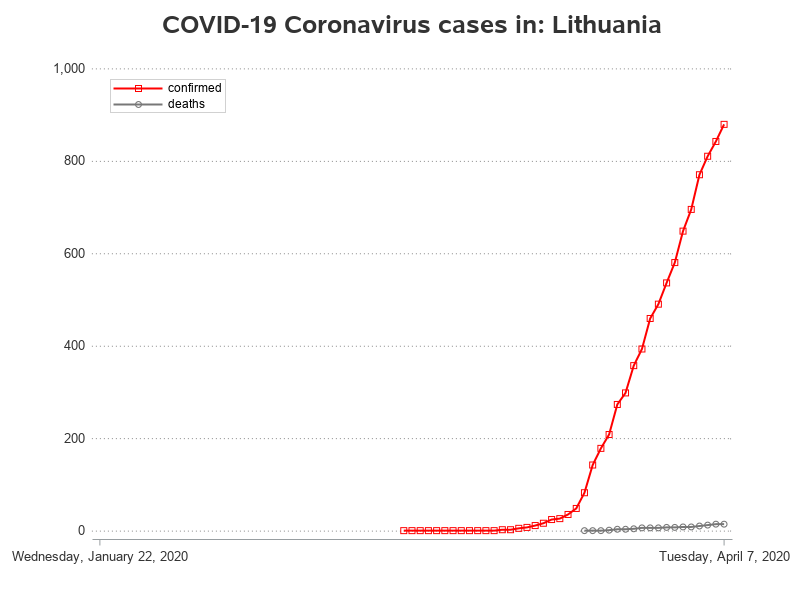 COVID-19 Coronavirus cases in: Lithuania
1,000
confirmed
deaths
800
600
400
200
0
Wednesday, January 22, 2020
Tuesday, April 7, 2020